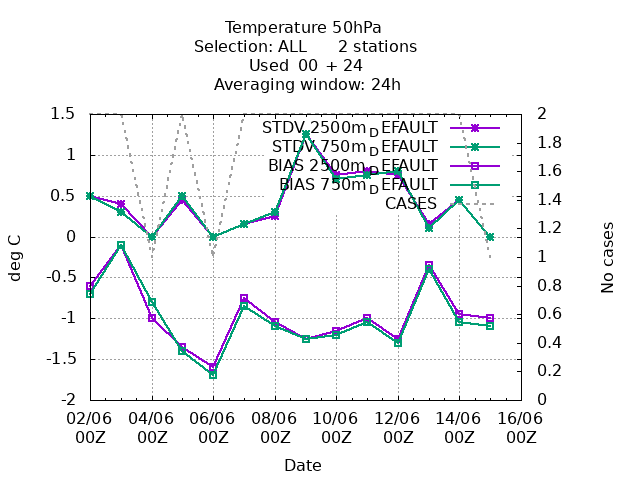 Temperature 50hPa
Selection: ALL 2 stations
Used 00 + 24
Averaging window: 24h
1.5
1
0.5
0
-0.5
-1
-1.5
-2
deg C
STDV 2500m_DEFAULT
STDV 750m_DEFAULT
BIAS 2500m_DEFAULT
BIAS 750m_DEFAULT
CASES
2
1.8
1.6
1.4
1.2
1
0.8
0.6
0.4
0.2
0
No cases
02/06 04/06 06/06 08/06 10/06 12/06 14/06 16/06
00Z 00Z 00Z 00Z 00Z 00Z 00Z 00Z
Date